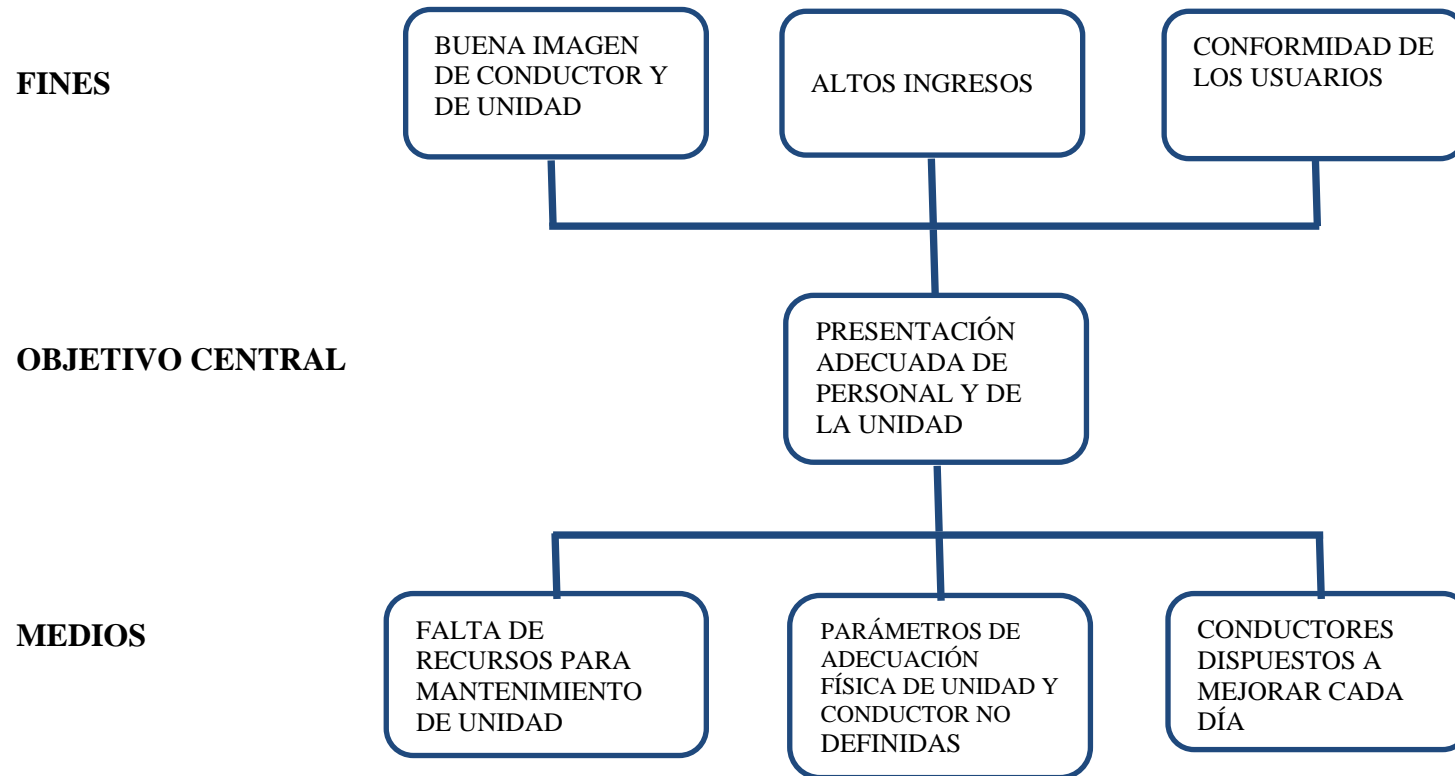 FINES
BUENA IMAGEN
DE CONDUCTOR Y
DE UNIDAD
ALTOS INGRESOS
CONFORMIDAD DE
LOS USUARIOS
OBJETIVO CENTRAL
PRESENTACIÓN
ADECUADA DE
PERSONAL Y DE
LA UNIDAD
MEDIOS
FALTA DE
RECURSOS PARA
MANTENIMIENTO
DE UNIDAD
PARÁMETROS DE
ADECUACIÓN
FÍSICA DE UNIDAD Y
CONDUCTOR NO
DEFINIDAS
CONDUCTORES
DISPUESTOS A
MEJORAR CADA
DÍA